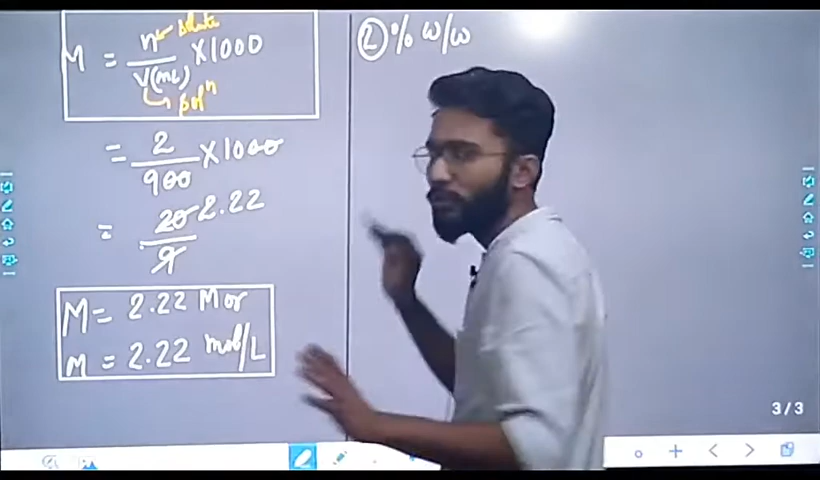 M = n ← solute / V(mL) × 1000
↳ solⁿ
= 2 / 900 × 1000
= 20 / 9 2.22
M = 2.22 M or
M = 2.22 mol/L
② % w/w
3/3